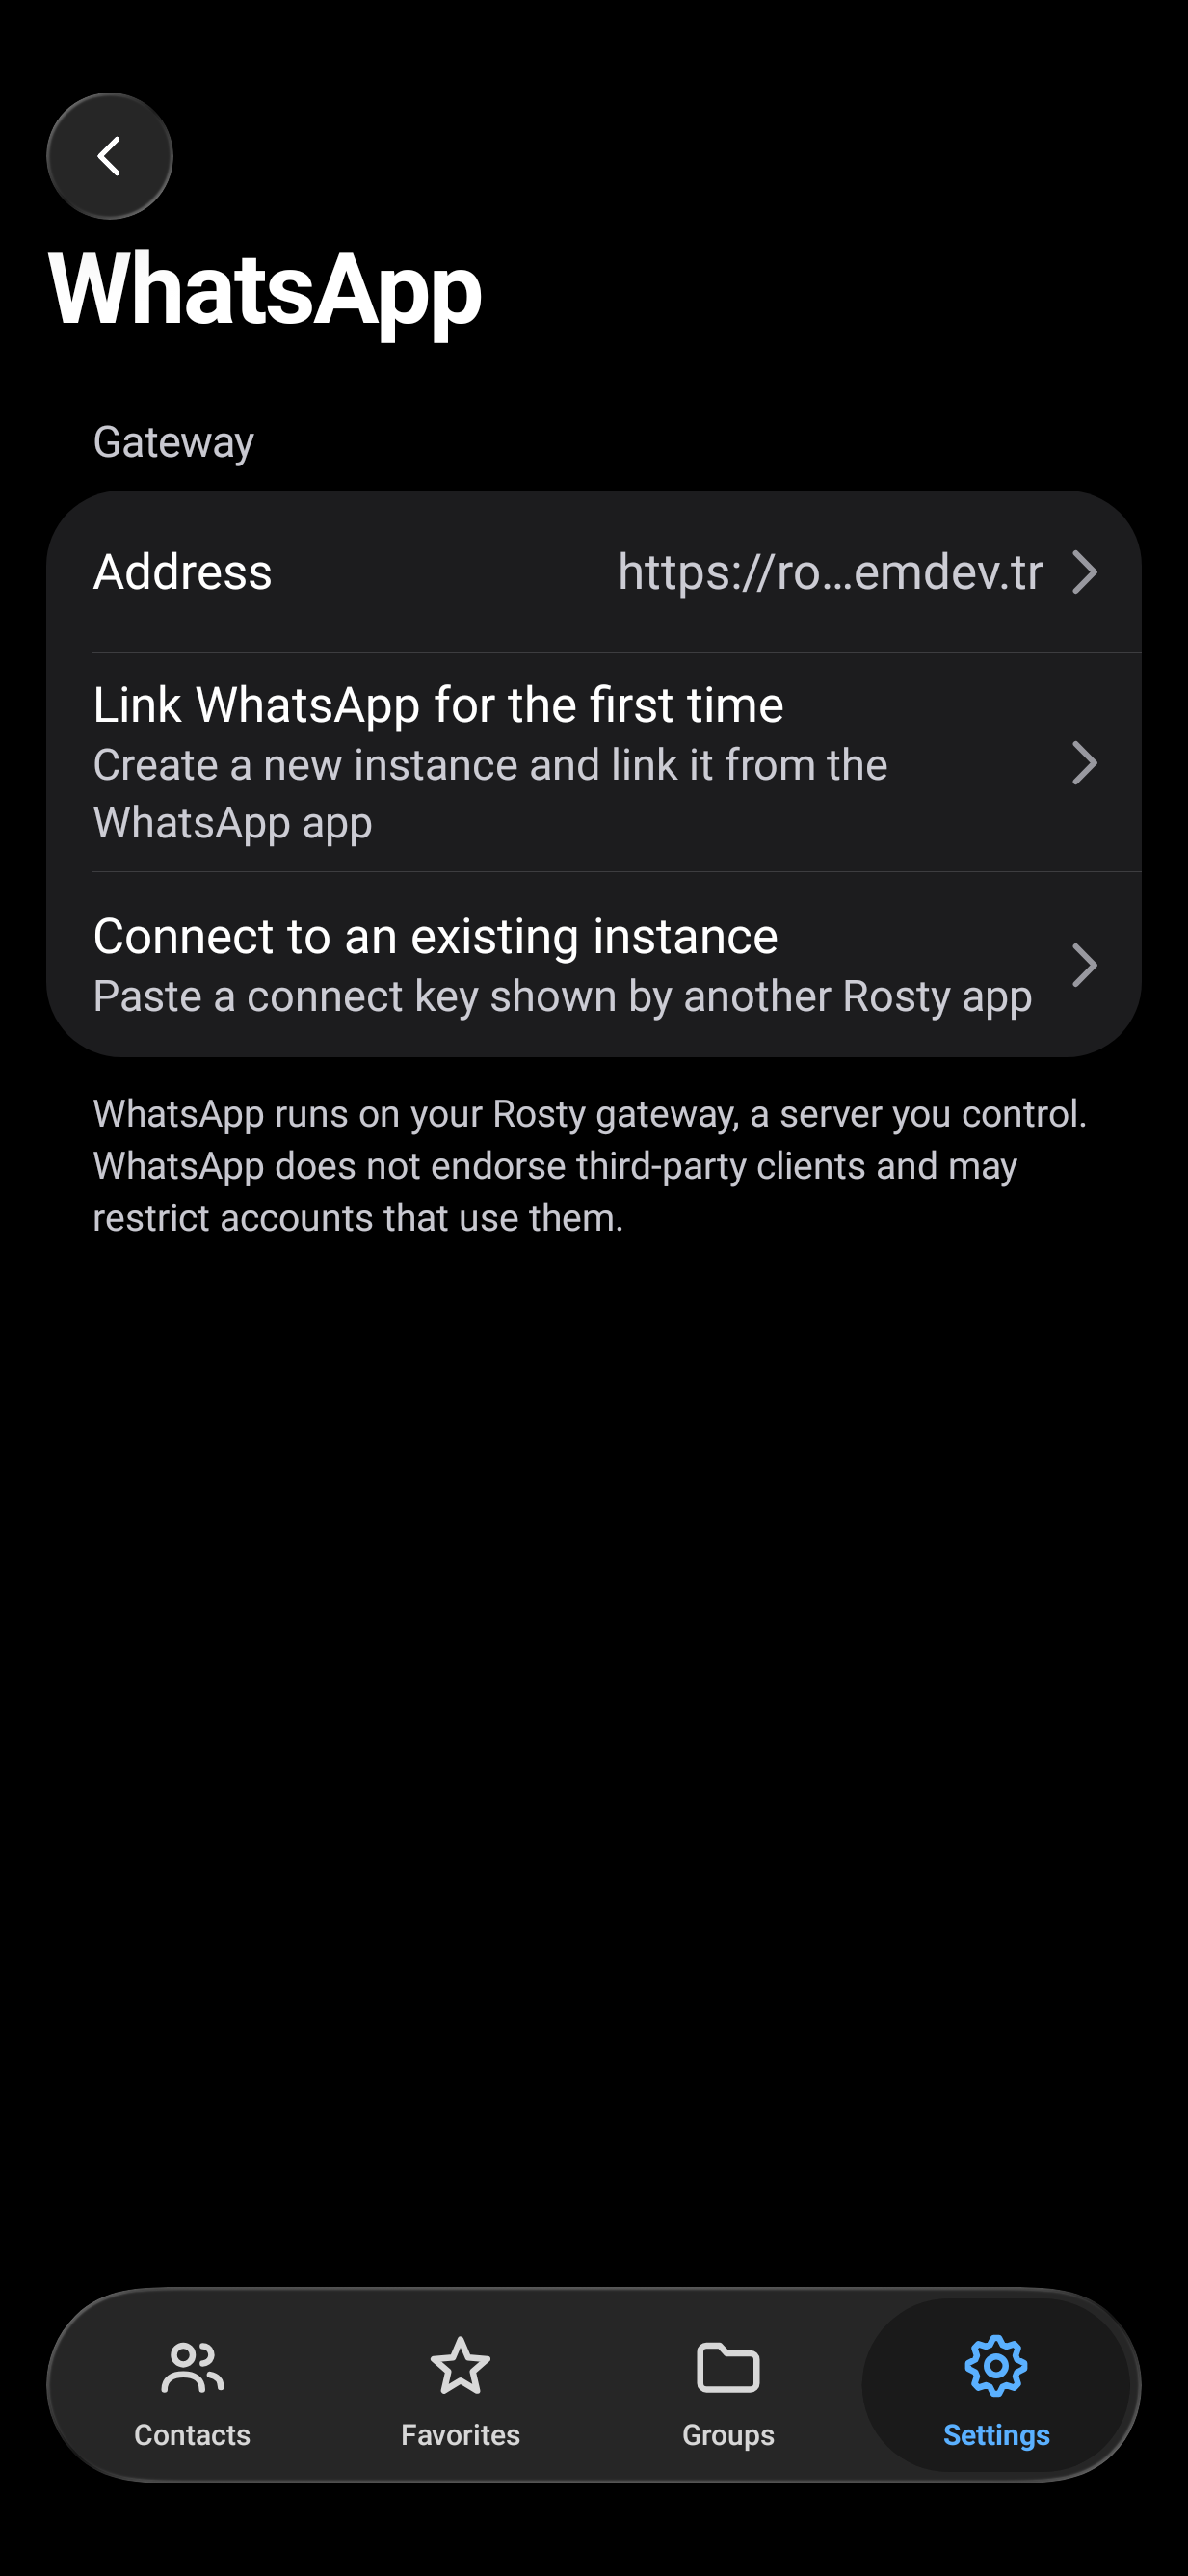 WhatsApp
Gateway
Address https://ro...emdev.tr
Link WhatsApp for the first time
Create a new instance and link it from the
WhatsApp app
Connect to an existing instance
Paste a connect key shown by another Rosty app
WhatsApp runs on your Rosty gateway, a server you control.
WhatsApp does not endorse third-party clients and may
restrict accounts that use them.
Contacts Favorites Groups Settings